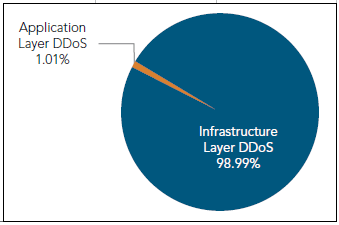 Application
Layer DDoS
1.01%
Infrastructure
Layer DDoS
98.99%